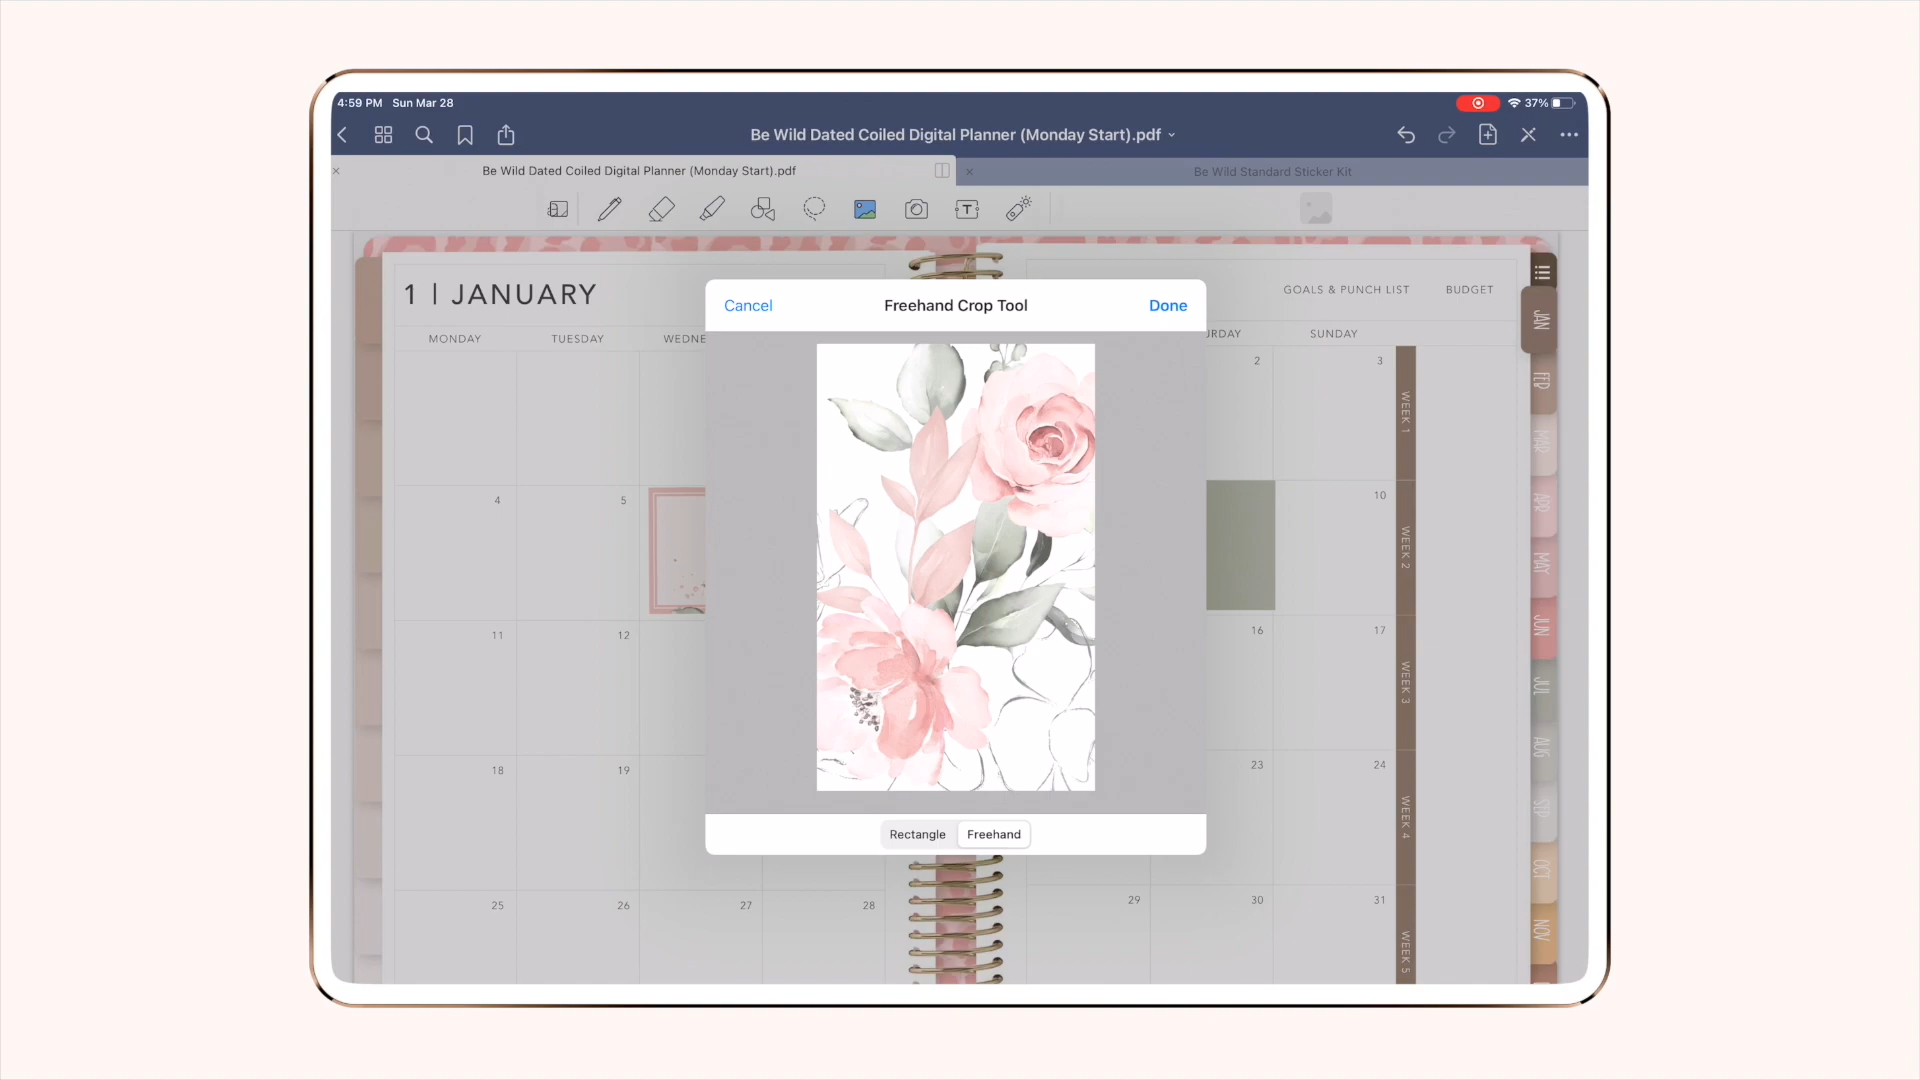 4:59 PM Sun Mar 28
37%
Be Wild Dated Coiled Digital Planner (Monday Start).pdf
Be Wild Dated Coiled Digital Planner (Monday Start).pdf
Be Wild Standard Sticker Kit
1 | JANUARY
GOALS & PUNCH LIST
BUDGET
MONDAY
TUESDAY
WEDNE
URDAY
SUNDAY
Cancel
Freehand Crop Tool
Done
2
3
4
5
10
11
12
16
17
18
19
23
24
25
26
27
28
29
30
31
WEEK 1
WEEK 2
WEEK 3
WEEK 4
WEEK 5
JAN
FEB
MAR
APR
MAY
JUN
JUL
AUG
SEP
OCT
NOV
Rectangle
Freehand